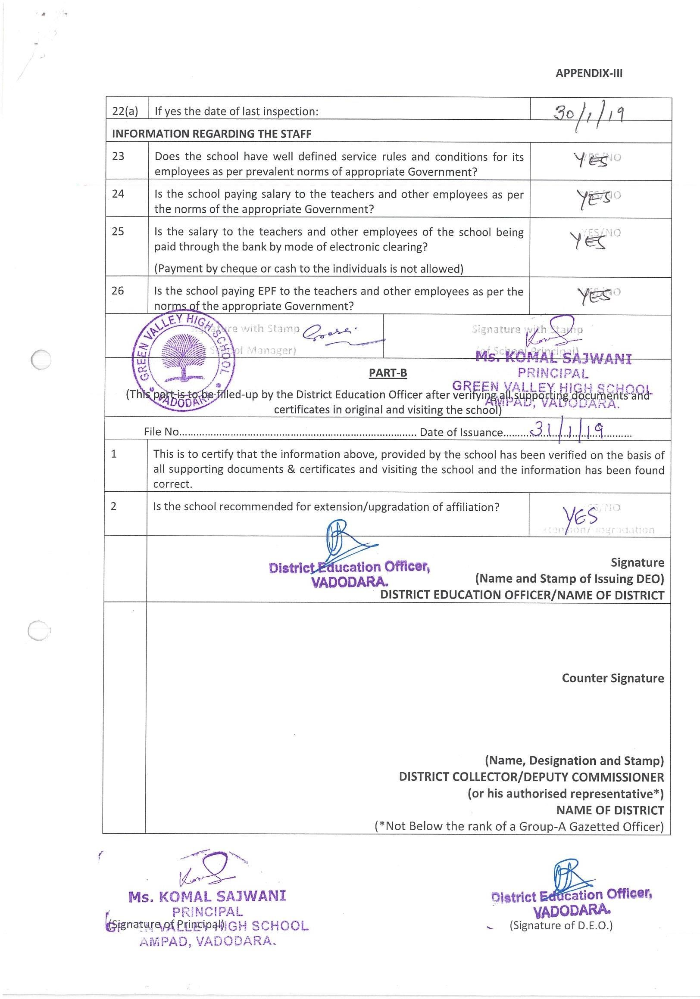 APPENDIX-III
22(a) If yes the date of last inspection: 30/1/19
INFORMATION REGARDING THE STAFF
23 Does the school have well defined service rules and conditions for its YES/NO YES
employees as per prevalent norms of appropriate Government?
24 Is the school paying salary to the teachers and other employees as per YES/NO YES
the norms of the appropriate Government?
25 Is the salary to the teachers and other employees of the school being YES/NO YES
paid through the bank by mode of electronic clearing?
(Payment by cheque or cash to the individuals is not allowed)
26 Is the school paying EPF to the teachers and other employees as per the YES/NO YES
norms of the appropriate Government?
GREEN VALLEY HIGH SCHOOL
• VADODARA •
Signature with Stamp
School Manager)
Signature with Stamp
(of School Principal)
Ms. KOMAL SAJWANI
PRINCIPAL
GREEN VALLEY HIGH SCHOOL
AMPAD, VADODARA.
PART-B
(This part is to be filled-up by the District Education Officer after verifying all supporting documents and
certificates in original and visiting the school)
File No.......... Date of Issuance.......... 31/1/19
1 This is to certify that the information above, provided by the school has been verified on the basis of
all supporting documents & certificates and visiting the school and the information has been found
correct.
2 Is the school recommended for extension/upgradation of affiliation? YES/NO YES
extension/upgradation
District Education Officer,
VADODARA.
Signature
(Name and Stamp of Issuing DEO)
DISTRICT EDUCATION OFFICER/NAME OF DISTRICT
Counter Signature
(Name, Designation and Stamp)
DISTRICT COLLECTOR/DEPUTY COMMISSIONER
(or his authorised representative*)
NAME OF DISTRICT
(*Not Below the rank of a Group-A Gazetted Officer)
Ms. KOMAL SAJWANI
PRINCIPAL
(Signature of Principal)
GREEN VALLEY HIGH SCHOOL
AMPAD, VADODARA.
District Education Officer,
VADODARA.
(Signature of D.E.O.)